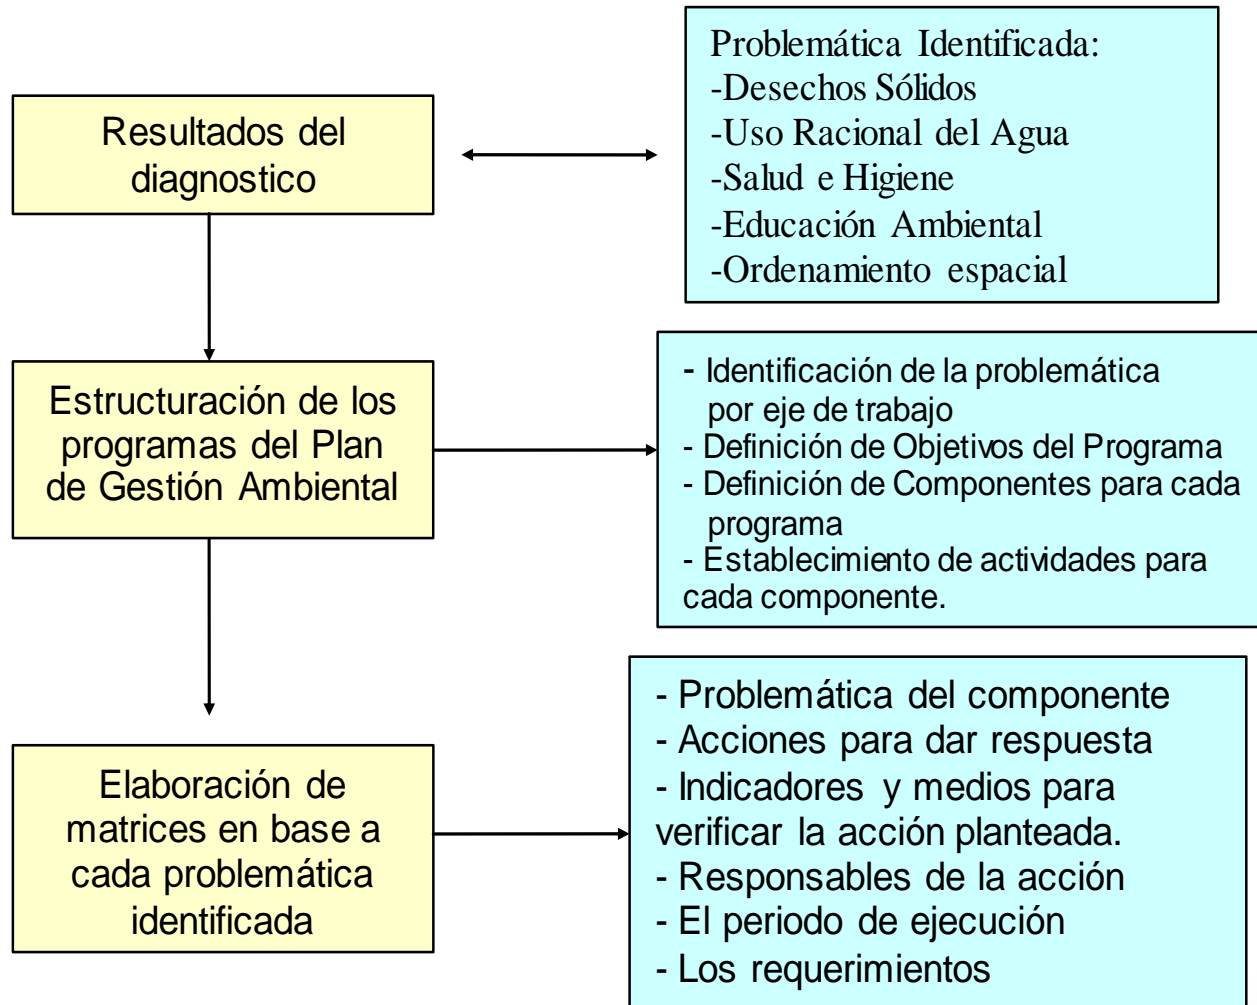 Resultados del
diagnostico
Problemática Identificada:
-Desechos Sólidos
-Uso Racional del Agua
-Salud e Higiene
-Educación Ambiental
-Ordenamiento espacial
Estructuración de los
programas del Plan
de Gestión Ambiental
- Identificación de la problemática
por eje de trabajo
- Definición de Objetivos del Programa
- Definición de Componentes para cada
programa
- Establecimiento de actividades para
cada componente.
Elaboración de
matrices en base a
cada problemática
identificada
- Problemática del componente
- Acciones para dar respuesta
- Indicadores y medios para
verificar la acción planteada.
- Responsables de la acción
- El periodo de ejecución
- Los requerimientos